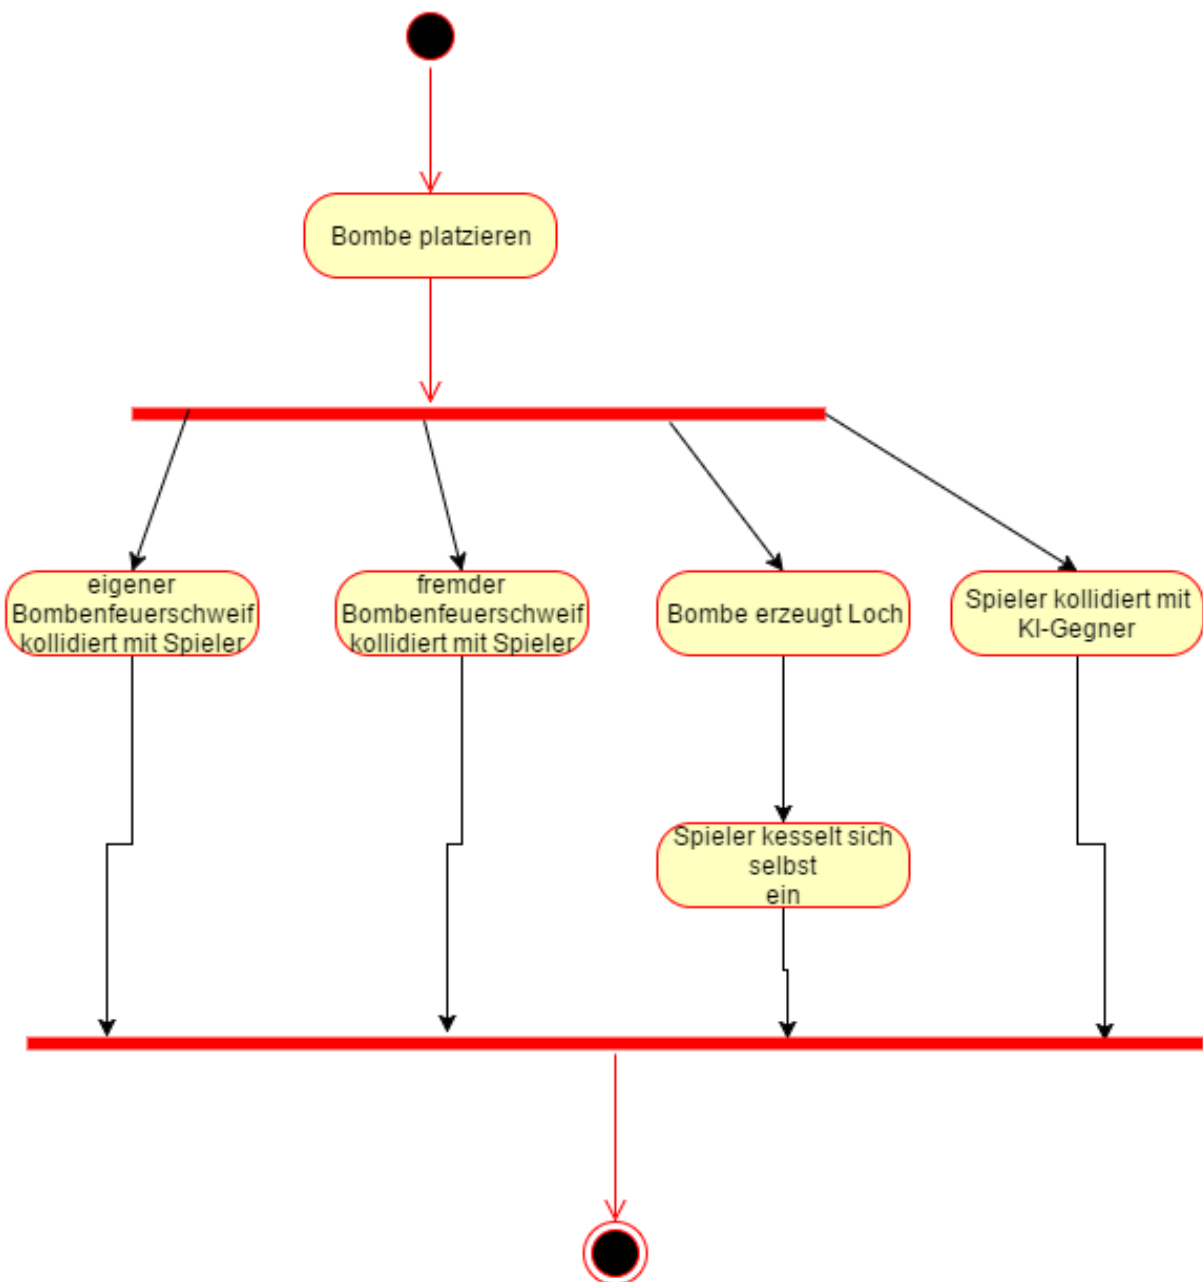 Bombe platzieren
eigener
Bombenfeuerschweif
kollidiert mit Spieler
fremder
Bombenfeuerschweif
kollidiert mit Spieler
Bombe erzeugt Loch
Spieler kollidiert mit
KI-Gegner
Spieler kesselt sich
selbst
ein